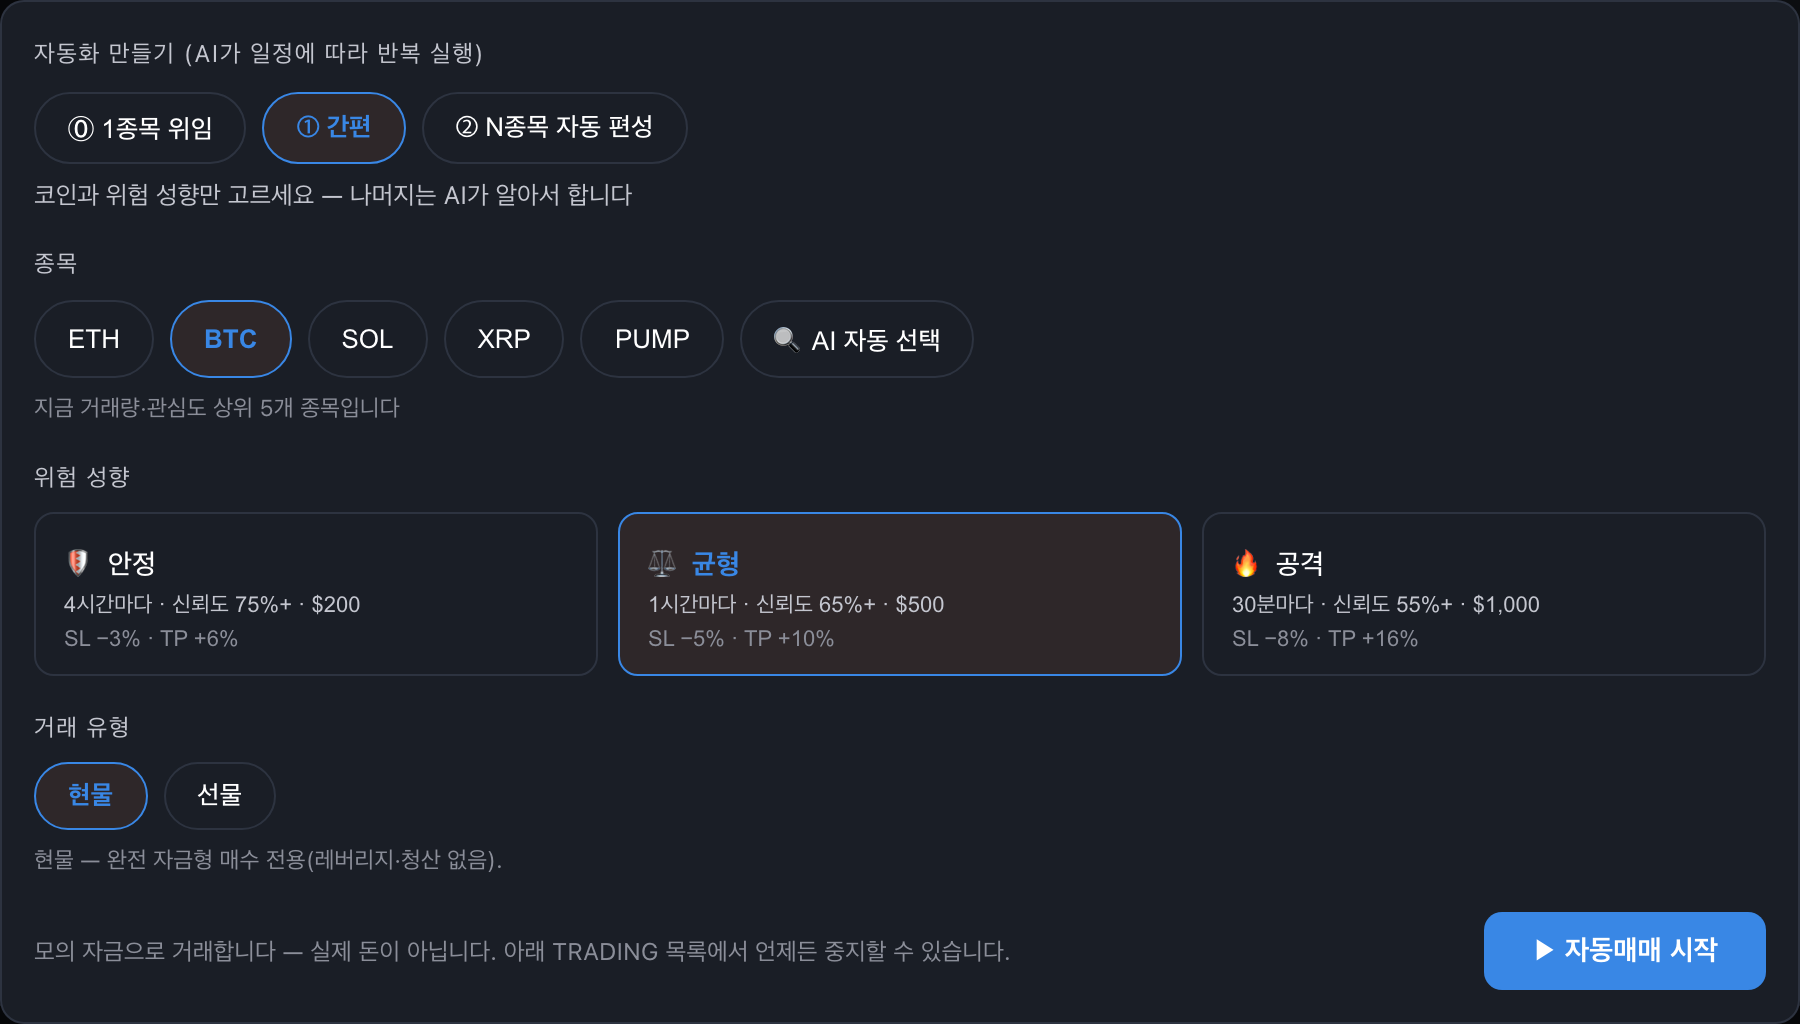 자동화 만들기 (AI가 일정에 따라 반복 실행)
⓪ 1종목 위임
① 간편
② N종목 자동 편성
코인과 위험 성향만 고르세요 — 나머지는 AI가 알아서 합니다
종목
ETH
BTC
SOL
XRP
PUMP
AI 자동 선택
지금 거래량·관심도 상위 5개 종목입니다
위험 성향
안정
4시간마다 · 신뢰도 75%+ · $200
SL −3% · TP +6%
균형
1시간마다 · 신뢰도 65%+ · $500
SL −5% · TP +10%
공격
30분마다 · 신뢰도 55%+ · $1,000
SL −8% · TP +16%
거래 유형
현물
선물
현물 — 완전 자금형 매수 전용(레버리지·청산 없음).
모의 자금으로 거래합니다 — 실제 돈이 아닙니다. 아래 TRADING 목록에서 언제든 중지할 수 있습니다.
▶ 자동매매 시작